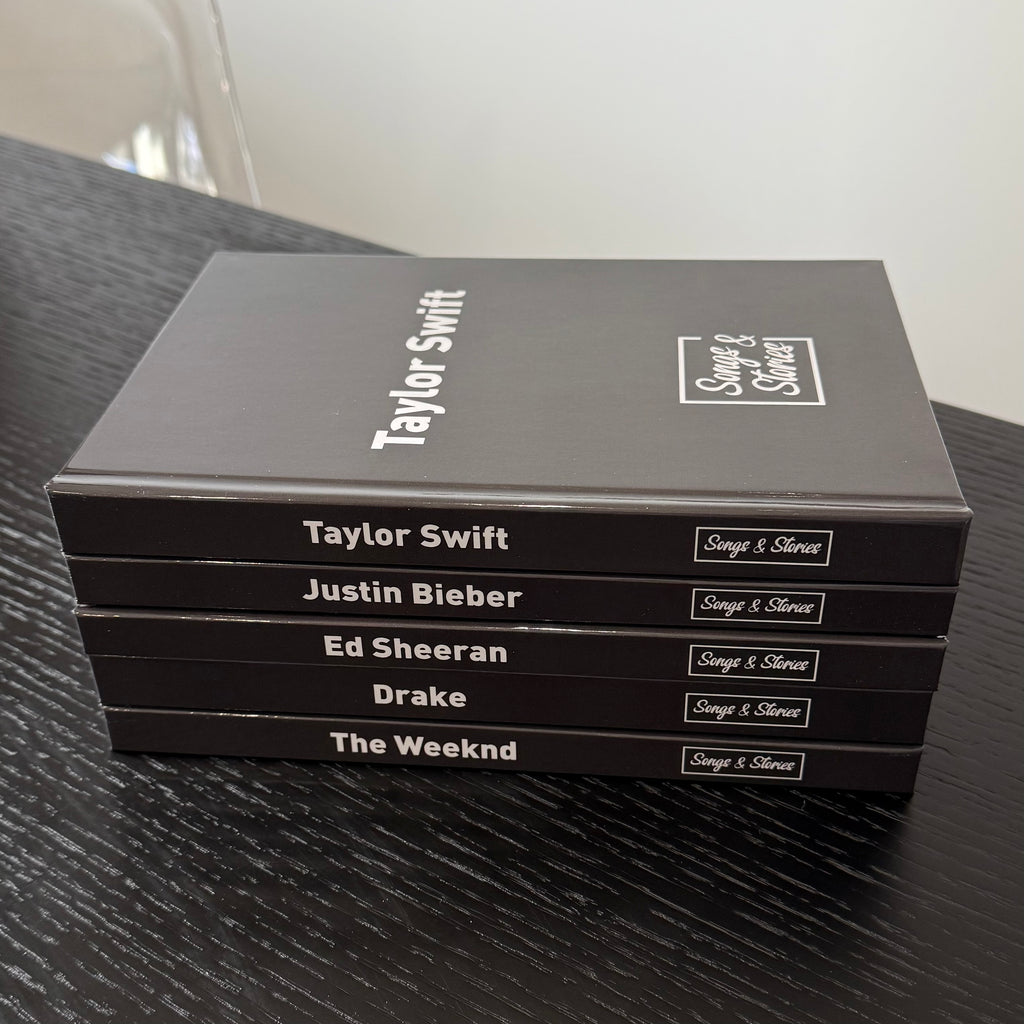 Taylor Swift
Songs &
Stories
Taylor Swift Songs & Stories
Justin Bieber Songs & Stories
Ed Sheeran Songs & Stories
Drake Songs & Stories
The Weeknd Songs & Stories